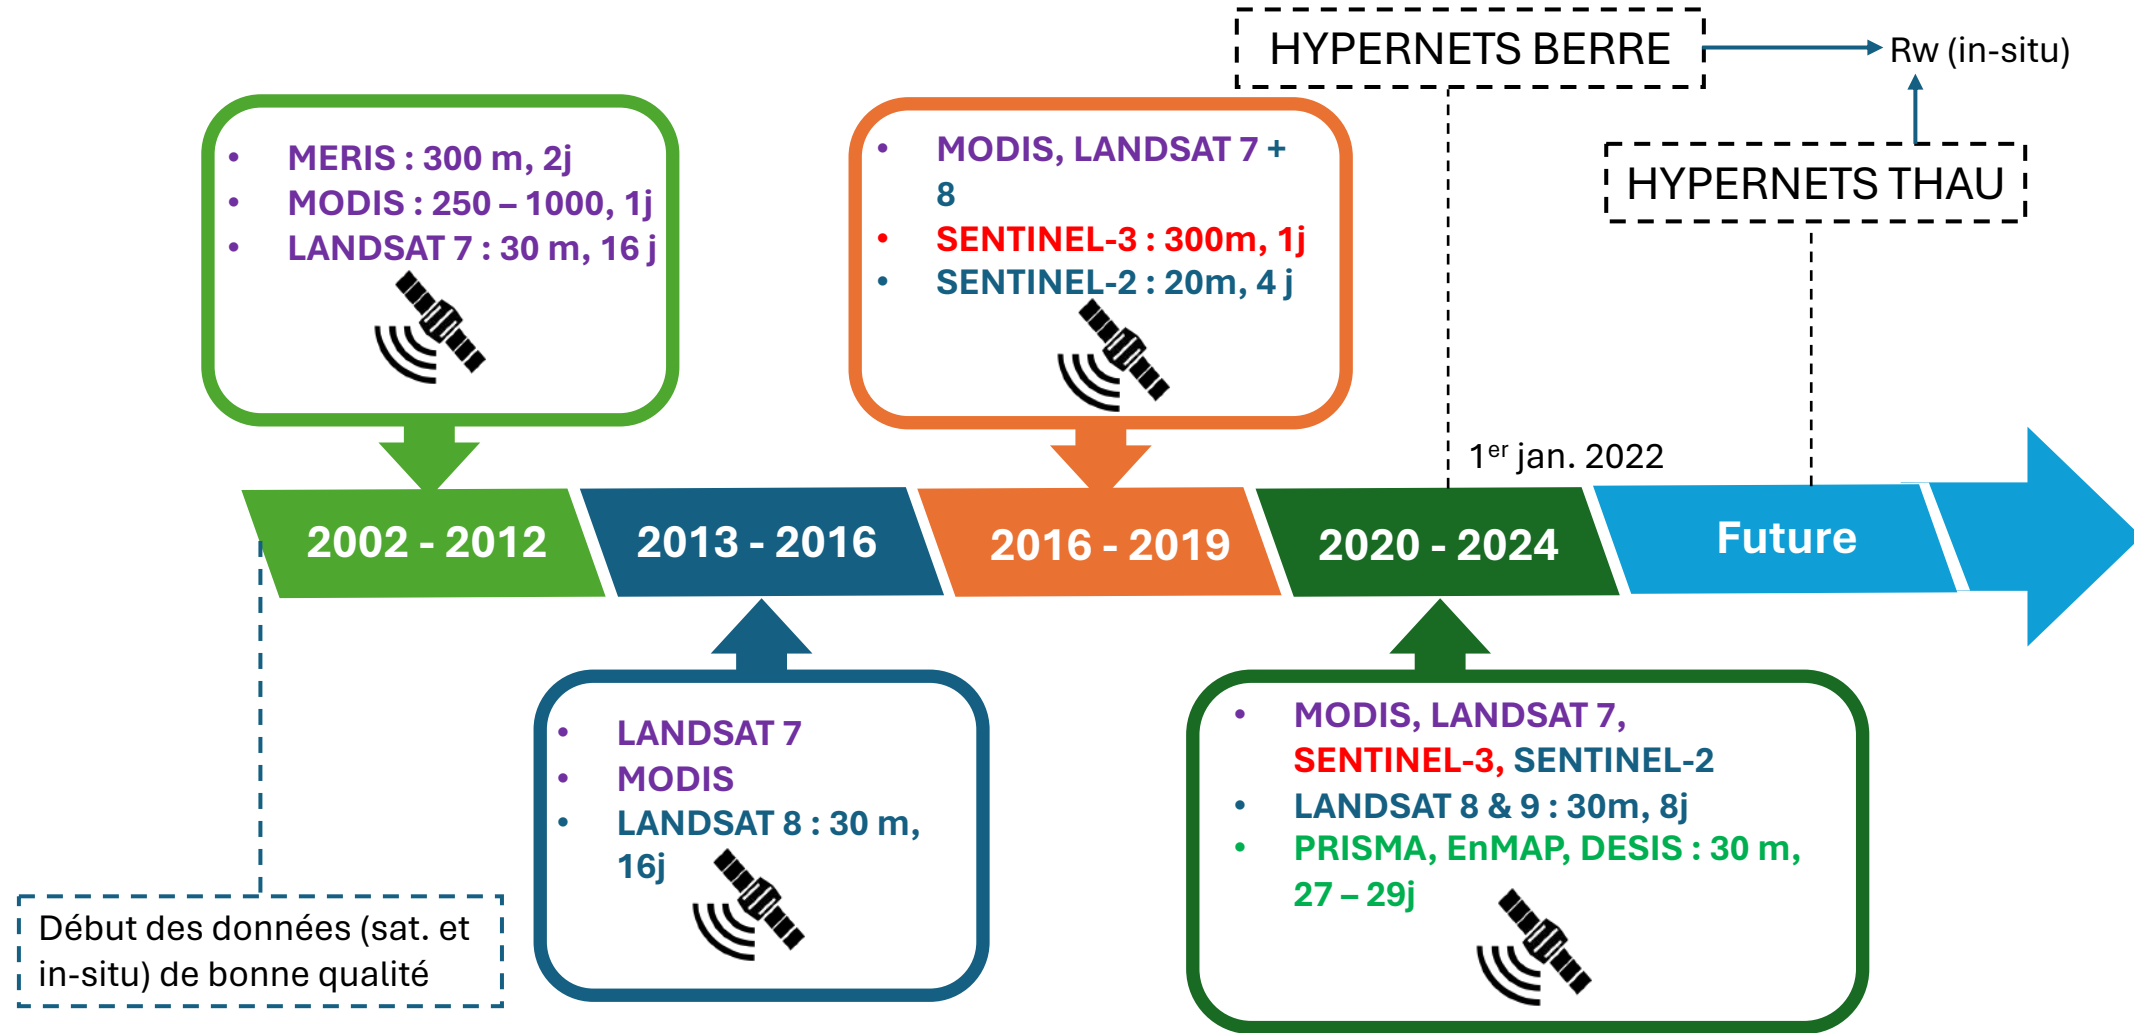 HYPERNETS BERRE
Rw (in-situ)
HYPERNETS THAU
• MERIS : 300 m, 2j
• MODIS : 250 – 1000, 1j
• LANDSAT 7 : 30 m, 16 j
• MODIS, LANDSAT 7 +
8
• SENTINEL-3 : 300m, 1j
• SENTINEL-2 : 20m, 4 j
1er jan. 2022
2002 - 2012
2013 - 2016
2016 - 2019
2020 - 2024
Future
• LANDSAT 7
• MODIS
• LANDSAT 8 : 30 m,
16j
• MODIS, LANDSAT 7,
SENTINEL-3, SENTINEL-2
• LANDSAT 8 & 9 : 30m, 8j
• PRISMA, EnMAP, DESIS : 30 m,
27 – 29j
Début des données (sat. et
in-situ) de bonne qualité